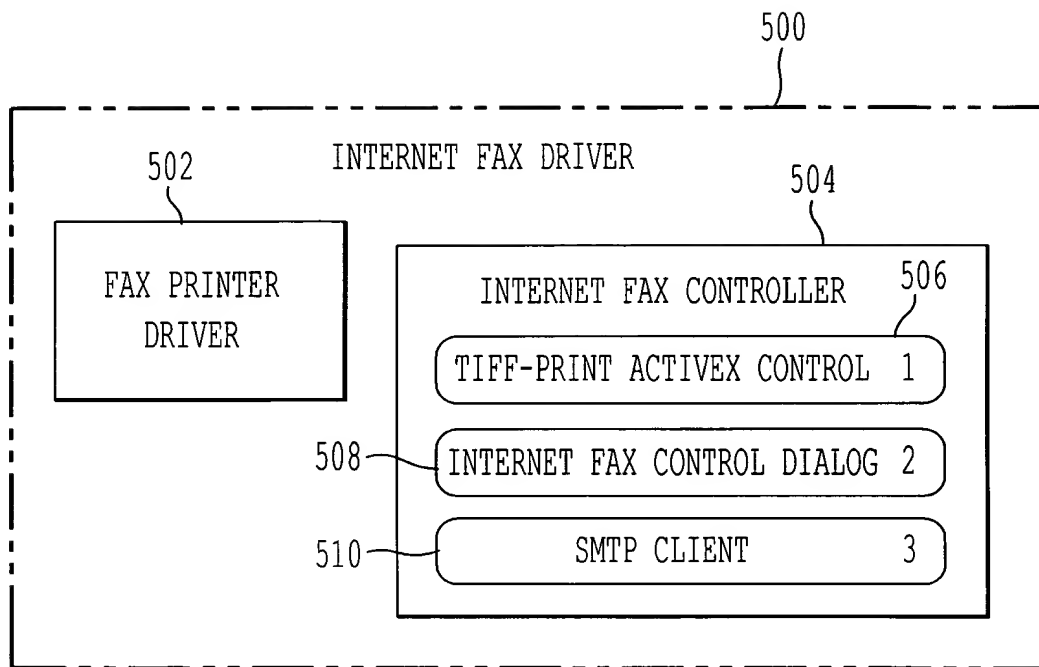 500
INTERNET FAX DRIVER
502
FAX PRINTER
DRIVER
504
INTERNET FAX CONTROLLER
506
TIFF-PRINT ACTIVEX CONTROL 1
508
INTERNET FAX CONTROL DIALOG 2
510
SMTP CLIENT 3